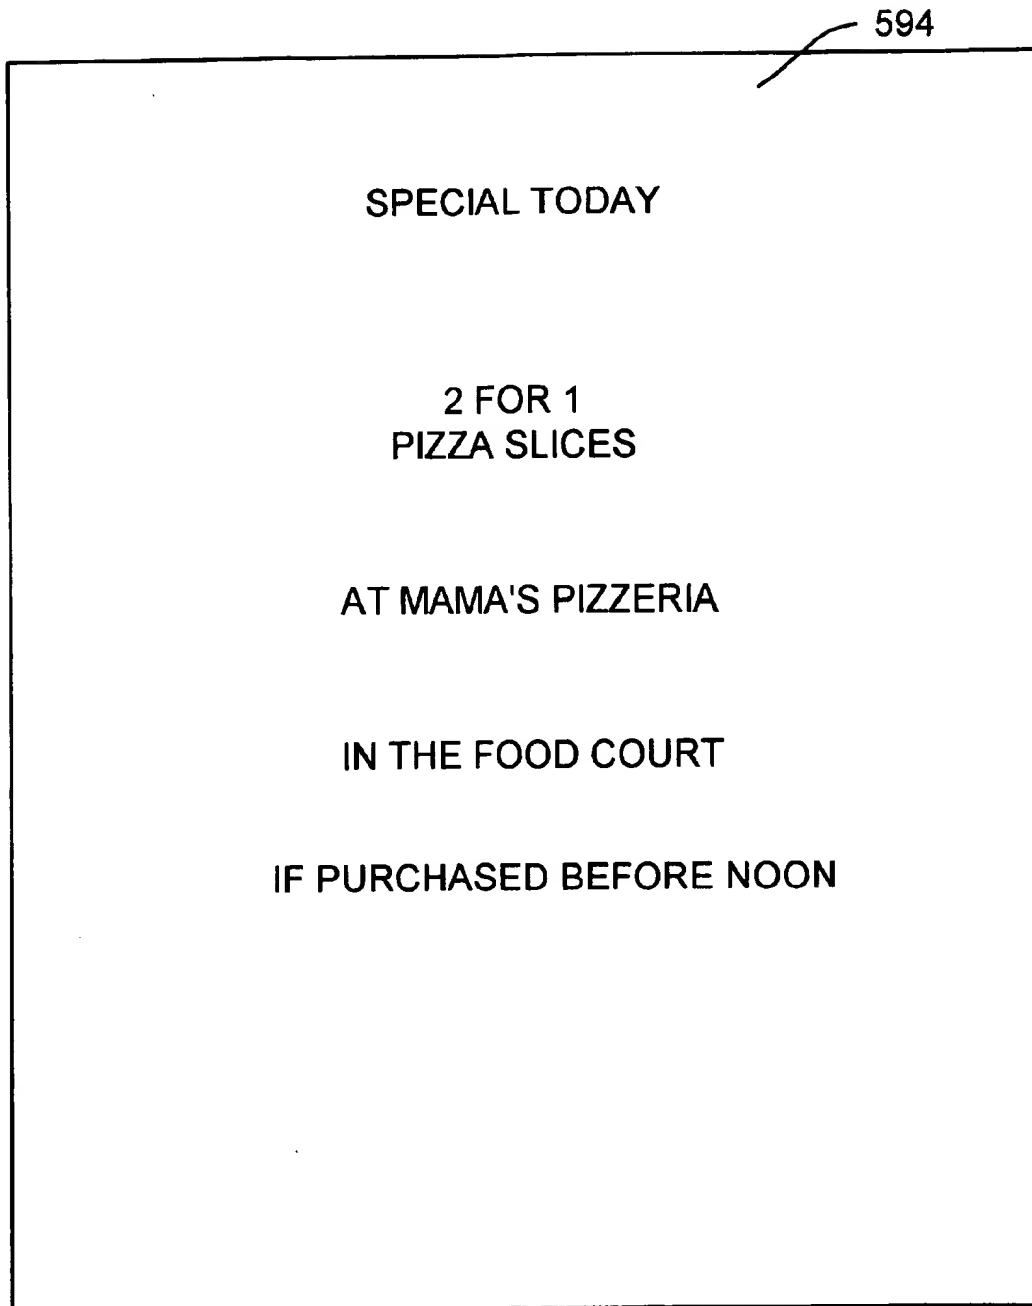 594
SPECIAL TODAY
2 FOR 1
PIZZA SLICES
AT MAMA'S PIZZERIA
IN THE FOOD COURT
IF PURCHASED BEFORE NOON